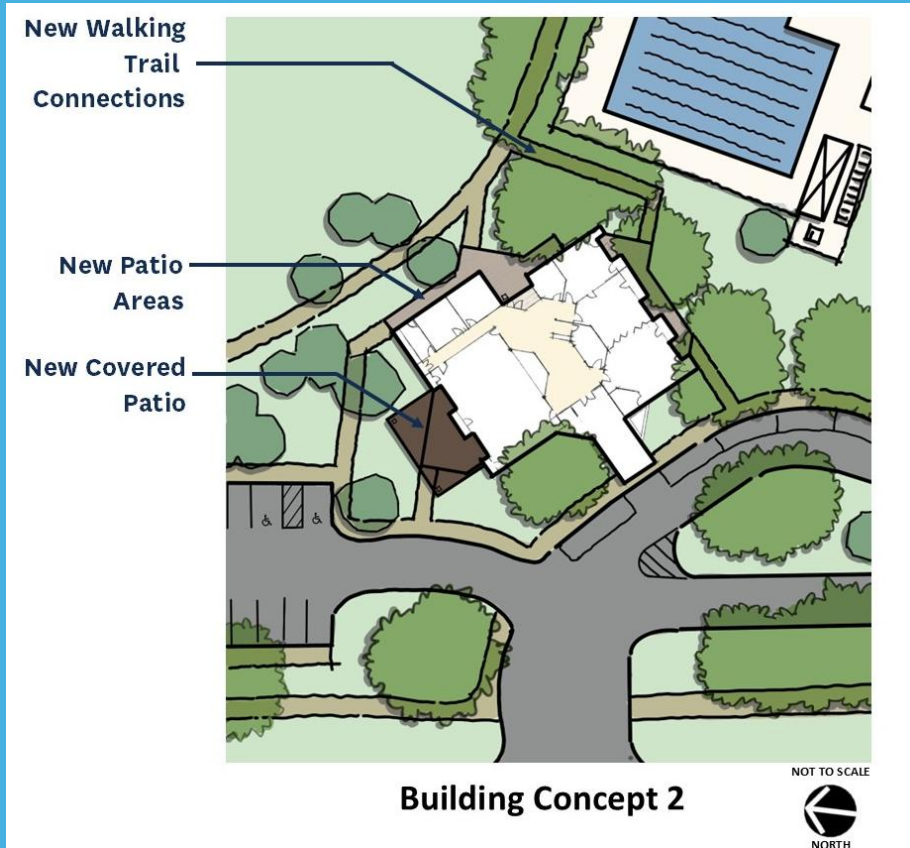 New Walking
Trail
Connections
New Patio
Areas
New Covered
Patio
Building Concept 2
NOT TO SCALE
NORTH